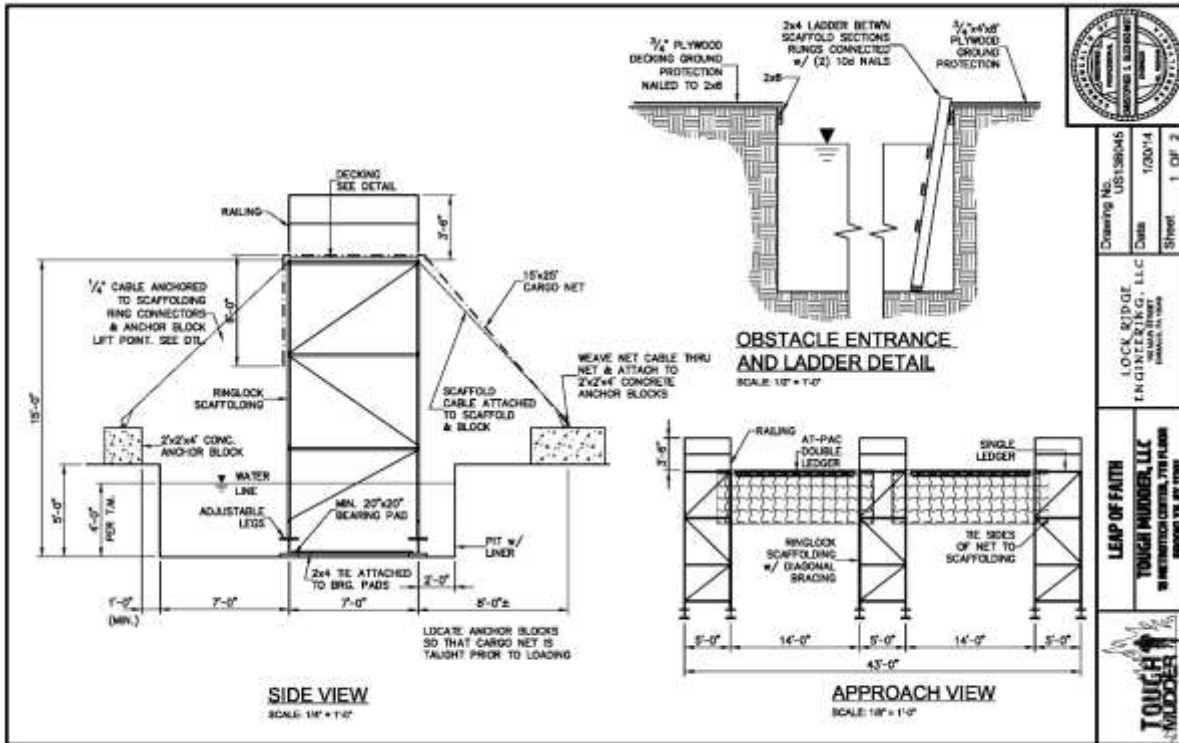 2x4 LADDER BETWN
SCAFFOLD SECTIONS
RUNGS CONNECTED
w/ (2) 10d NAILS
3/4" PLYWOOD
DECKING GROUND
PROTECTION
NAILED TO 2x6
2x6
3/4"x4'x8'
PLYWOOD
GROUND
PROTECTION
OBSTACLE ENTRANCE
AND LADDER DETAIL
SCALE: 1/2" = 1'-0"
DECKING
SEE DETAIL
RAILING
3'-6"
1/4" CABLE ANCHORED
TO SCAFFOLDING
RING CONNECTORS
& ANCHOR BLOCK
LIFT POINT. SEE DTL.
15'x25'
CARGO NET
RINGLOCK
SCAFFOLDING
SCAFFOLD
CABLE ATTACHED
TO SCAFFOLD
& BLOCK
WEAVE NET CABLE THRU
NET & ATTACH TO
2'x2'x4' CONCRETE
ANCHOR BLOCKS
15'-0"
2'x2'x4' CONC.
ANCHOR BLOCK
WATER
LINE
5'-0"
4'-0"
PER T.M.
ADJUSTABLE
LEGS
MIN. 20"x20"
BEARING PAD
PIT w/
LINER
2x4 TIE ATTACHED
TO BRG. PADS
2'-0"
1'-0"
(MIN.)
7'-0"
7'-0"
8'-0"±
LOCATE ANCHOR BLOCKS
SO THAT CARGO NET IS
TAUGHT PRIOR TO LOADING
SIDE VIEW
SCALE: 1/4" = 1'-0"
RAILING
AT-PAC
DOUBLE
LEDGER
SINGLE
LEDGER
3'-6"
RINGLOCK
SCAFFOLDING
w/ DIAGONAL
BRACING
TIE SIDES
OF NET TO
SCAFFOLDING
5'-0"
14'-0"
5'-0"
14'-0"
5'-0"
43'-0"
APPROACH VIEW
SCALE: 1/8" = 1'-0"
Drawing No.
US138045
Date
1/30/14
Sheet
1 OF 2
LOCK RIDGE
ENGINEERING, LLC
LEAP OF FAITH
TOUGH MUDDER, LLC
TOUGH
MUDDER